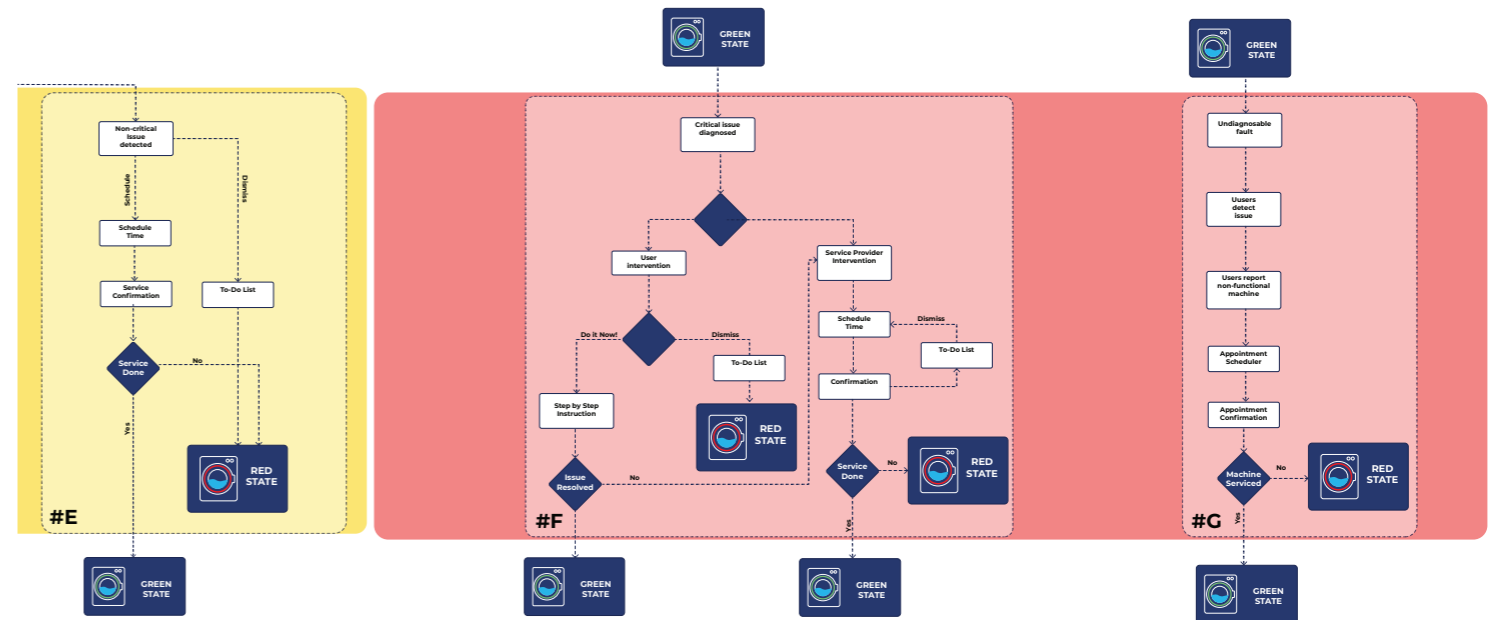 Non-critical
Issue
detected
Schedule
Dismiss
Schedule
Time
Service
Confirmation
To-Do List
Service
Done
No
Yes
RED
STATE
#E
GREEN
STATE
GREEN
STATE
Critical issue
diagnosed
User
intervention
Service Provider
Intervention
Do it Now!
Dismiss
To-Do List
Schedule
Time
Dismiss
To-Do List
Confirmation
Step by Step
Instruction
RED
STATE
Issue
Resolved
No
Service
Done
No
RED
STATE
Yes
#F
GREEN
STATE
GREEN
STATE
GREEN
STATE
Undiagnosable
fault
Uusers
detect
issue
Users report
non-functional
machine
Appointment
Scheduler
Appointment
Confirmation
Machine
Serviced
No
RED
STATE
Yes
#G
GREEN
STATE